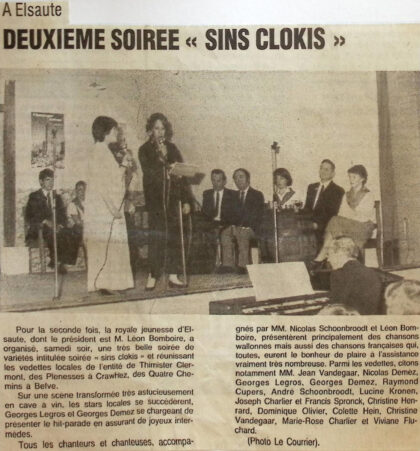 A Elsaute
DEUXIEME SOIREE « SINS CLOKIS »
Pour la seconde fois, la royale jeunesse d'El-
saute, dont le président est M. Léon Bomboire, a
organisé, samedi soir, une très belle soirée de
variétés intitulée soirée « sins clokis » et réunissant
les vedettes locales de l'entité de Thimister Cler-
mont, des Plenesses à CrawHez, des Quatre Che-
mins à Befve.
Sur une scène transformée très astucieusement
en cave à vin, les stars locales se succédèrent,
Georges Legros et Georges Demez se chargeant de
présenter le hit-parade en assurant de joyeux inter-
mèdes.
Tous les chanteurs et chanteuses, accompa-
gnés par MM. Nicolas Schoonbroodt et Léon Bom-
boire, présentèrent principalement des chansons
wallonnes mais aussi des chansons françaises qui,
toutes, eurent le bonheur de plaire à l'assistance
vraiment très nombreuse. Parmi les vedettes, citons
notamment MM. Jean Vandegaar, Nicolas Demez,
Georges Legros, Georges Demez, Raymond
Cupers, André Schoonbroodt, Lucine Kronen,
Joseph Charlier et Francis Spronck, Christine Hen-
rard, Dominique Olivier, Colette Hein, Christine
Vandegaar, Marie-Rose Charlier et Viviane Flu-
chard.
(Photo Le Courrier).